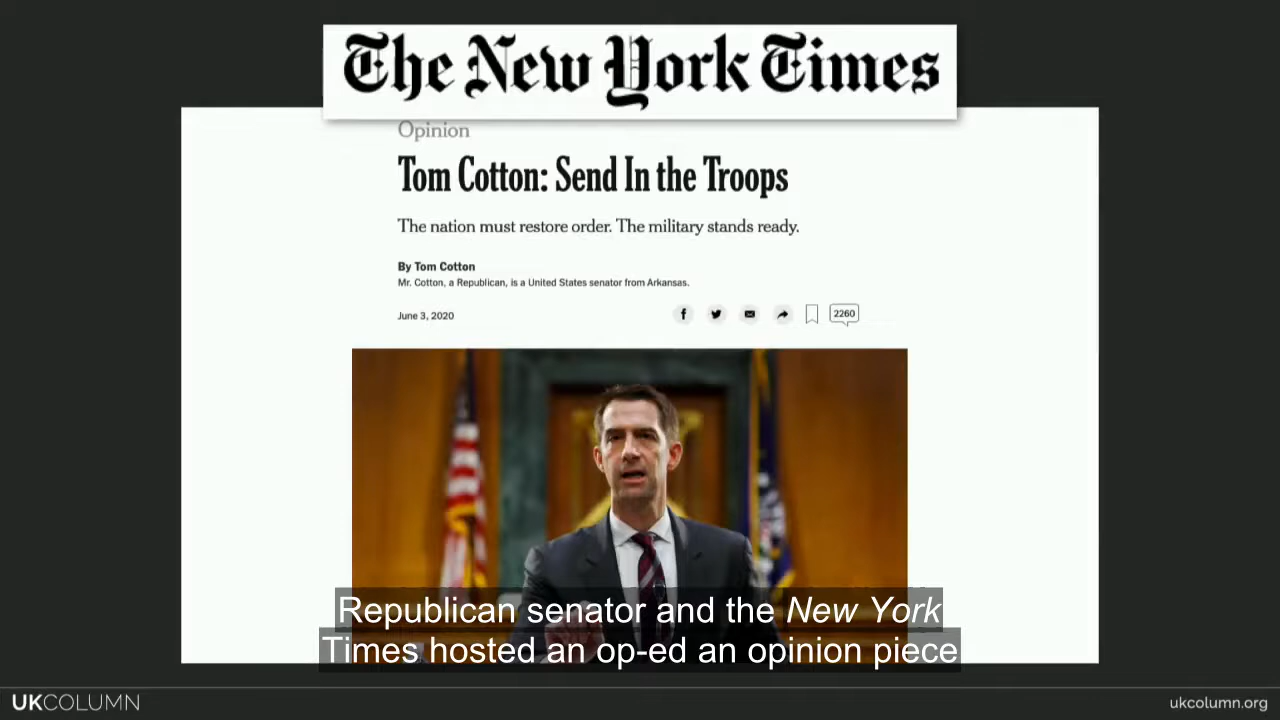 The New York Times
Opinion
Tom Cotton: Send In the Troops
The nation must restore order. The military stands ready.
By Tom Cotton
Mr. Cotton, a Republican, is a United States senator from Arkansas.
June 3, 2020
2260
Republican senator and the New York
Times hosted an op-ed an opinion piece
UKCOLUMN
ukcolumn.org